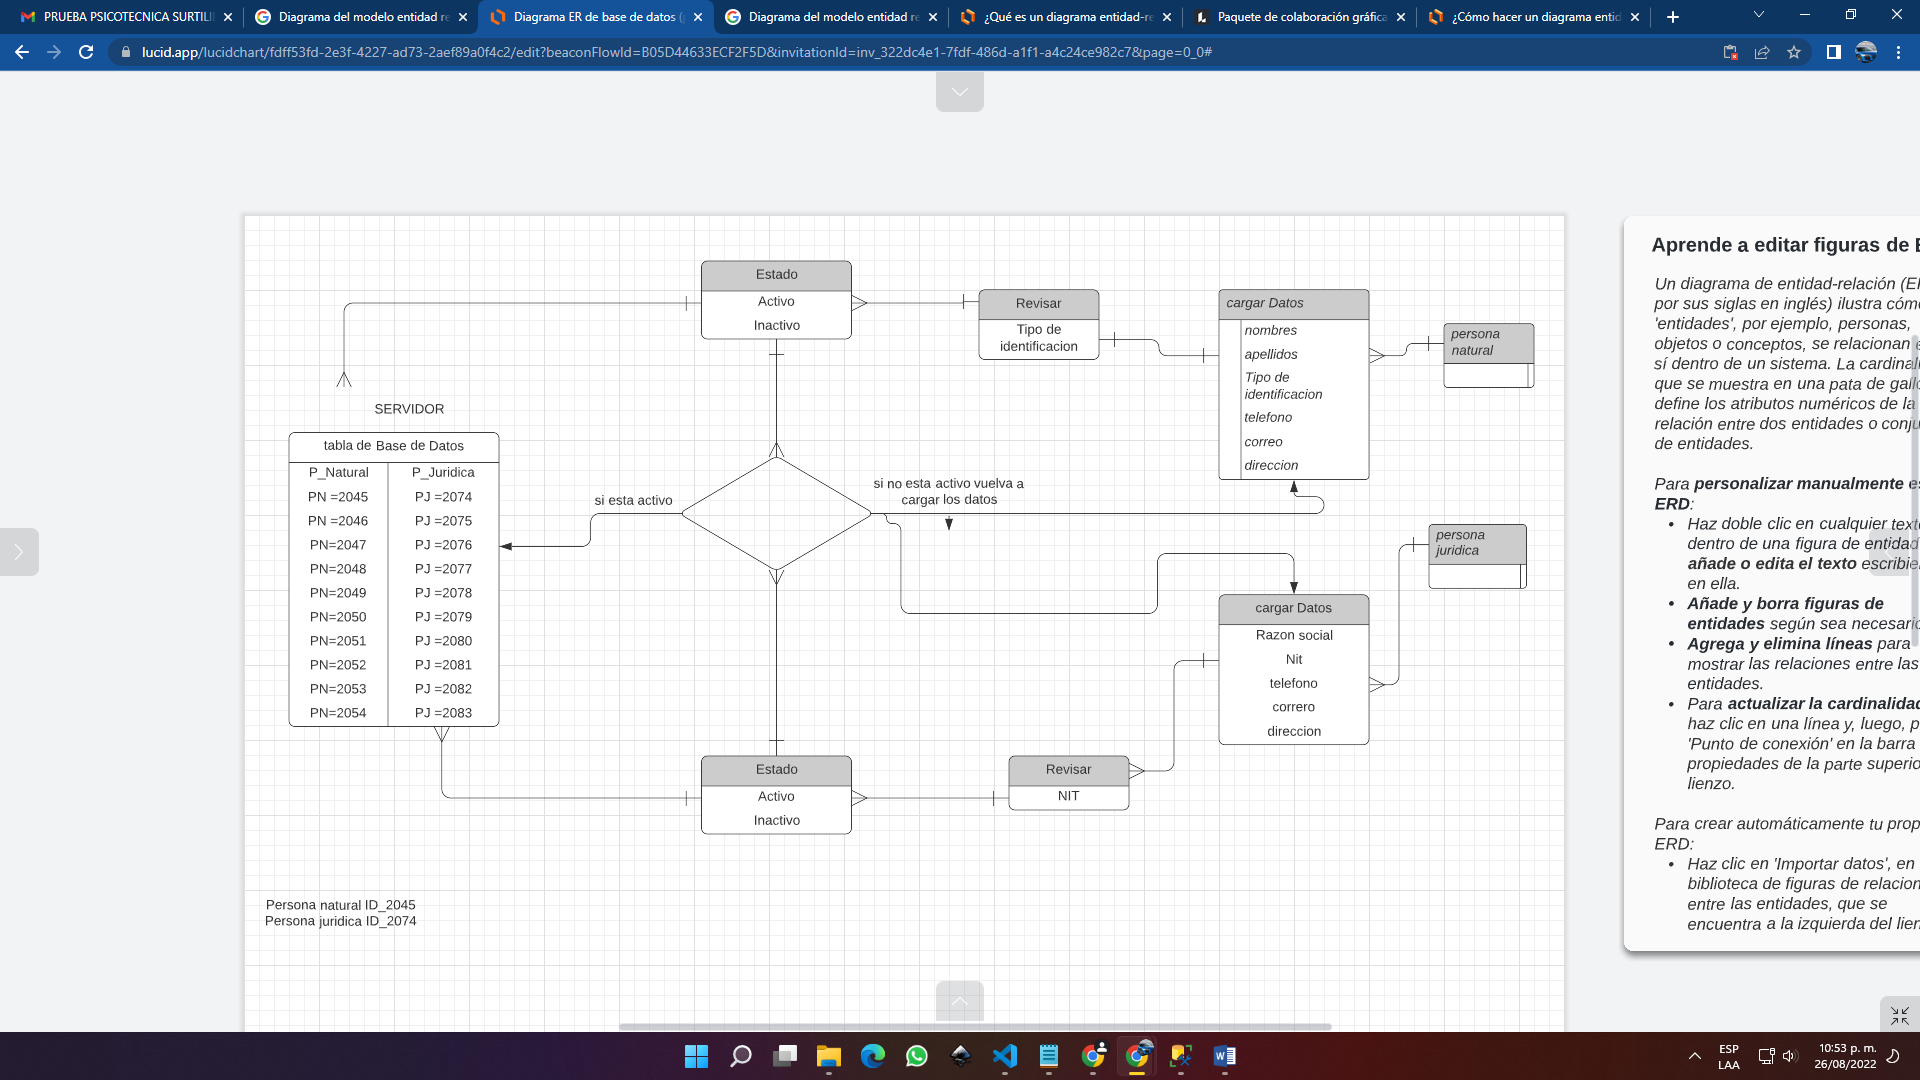 PRUEBA PSICOTECNICA SURTILI
Diagrama del modelo entidad re
Diagrama ER de base de datos (
Diagrama del modelo entidad re
¿Qué es un diagrama entidad-re
Paquete de colaboración gráfica
¿Cómo hacer un diagrama entid
lucid.app/lucidchart/fdff53fd-2e3f-4227-ad73-2aef89a0f4c2/edit?beaconFlowId=B05D44633ECF2F5D&invitationId=inv_322dc4e1-7fdf-486d-a1f1-a4c24ce982c7&page=0_0#
Estado
Activo
Inactivo
Revisar
Tipo de
identificacion
cargar Datos
nombres
apellidos
Tipo de
identificacion
telefono
correo
direccion
persona
natural
SERVIDOR
tabla de Base de Datos
P_Natural P_Juridica
PN =2045 PJ =2074
PN =2046 PJ =2075
PN=2047 PJ =2076
PN=2048 PJ =2077
PN=2049 PJ =2078
PN=2050 PJ =2079
PN=2051 PJ =2080
PN=2052 PJ =2081
PN=2053 PJ =2082
PN=2054 PJ =2083
si esta activo
si no esta activo vuelva a
cargar los datos
persona
juridica
cargar Datos
Razon social
Nit
telefono
correro
direccion
Estado
Activo
Inactivo
Revisar
NIT
Persona natural ID_2045
Persona juridica ID_2074
Aprende a editar figuras de E
Un diagrama de entidad-relación (EI
por sus siglas en inglés) ilustra cómo
'entidades', por ejemplo, personas,
objetos o conceptos, se relacionan e
sí dentro de un sistema. La cardinali
que se muestra en una pata de gallo
define los atributos numéricos de la
relación entre dos entidades o conju
de entidades.
Para personalizar manualmente es
ERD:
• Haz doble clic en cualquier texto
dentro de una figura de entidad
añade o edita el texto escribie
en ella.
• Añade y borra figuras de
entidades según sea necesario
• Agrega y elimina líneas para
mostrar las relaciones entre las
entidades.
• Para actualizar la cardinalidad
haz clic en una línea y, luego, p
'Punto de conexión' en la barra
propiedades de la parte superio
lienzo.
Para crear automáticamente tu prop
ERD:
• Haz clic en 'Importar datos', en
biblioteca de figuras de relacion
entre las entidades, que se
encuentra a la izquierda del lien
ESP
LAA
10:53 p. m.
26/08/2022